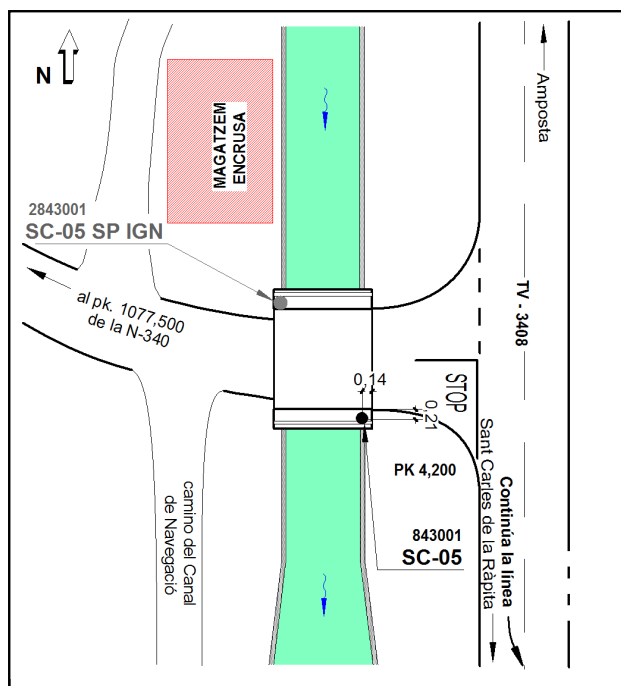 N
MAGATZEM
ENCRUSA
Amposta
2843001
SC-05 SP IGN
al pk. 1077,500
de la N-340
TV - 3408
0,14
STOP
0,21
PK 4,200
843001
SC-05
camino del Canal
de Navegació
Sant Carles de la Ràpita
Continúa la línea